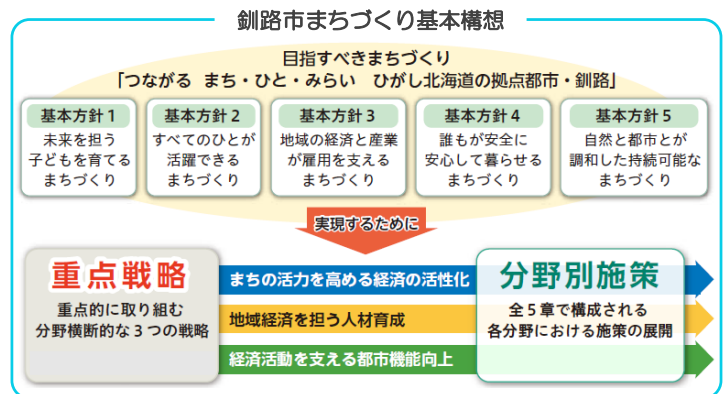 釧路市まちづくり基本構想
目指すべきまちづくり
「つながる まち・ひと・みらい ひがし北海道の拠点都市・釧路」
基本方針1
未来を担う
子どもを育てる
まちづくり
基本方針2
すべてのひとが
活躍できる
まちづくり
基本方針3
地域の経済と産業
が雇用を支える
まちづくり
基本方針4
誰もが安全に
安心して暮らせる
まちづくり
基本方針5
自然と都市とが
調和した持続可能な
まちづくり
実現するために
重点戦略
重点的に取り組む
分野横断的な3つの戦略
まちの活力を高める経済の活性化
地域経済を担う人材育成
経済活動を支える都市機能向上
分野別施策
全5章で構成される
各分野における施策の展開